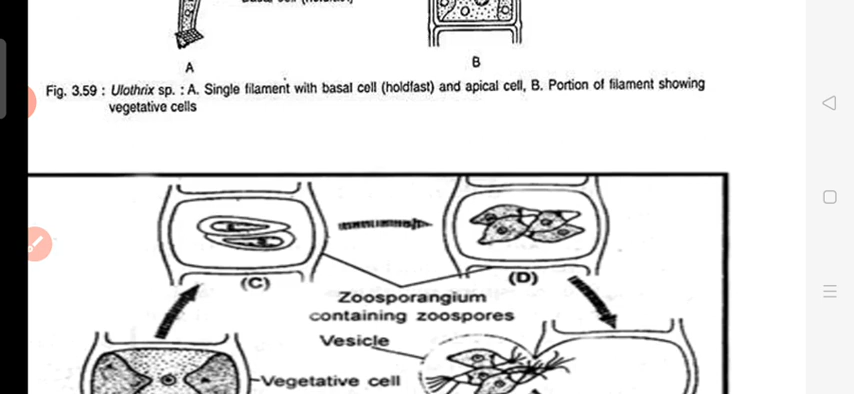 A
B
Fig. 3.59 : Ulothrix sp. : A. Single filament with basal cell (holdfast) and apical cell, B. Portion of filament showing
vegetative cells
(C)
(D)
Zoosporangium
containing zoospores
Vesicle
Vegetative cell